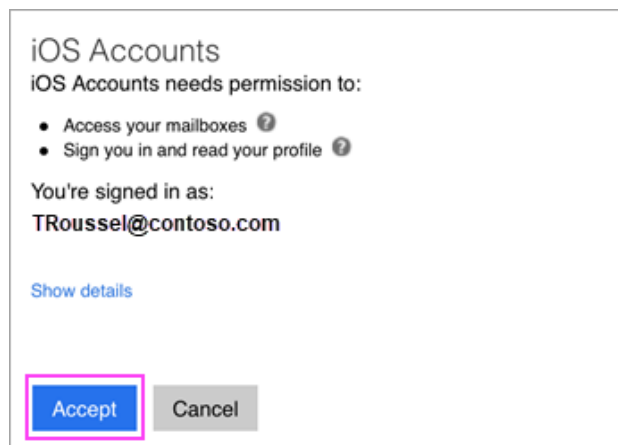 iOS Accounts
iOS Accounts needs permission to:
• Access your mailboxes ?
• Sign you in and read your profile ?
You're signed in as:
TRoussel@contoso.com
Show details
Accept Cancel